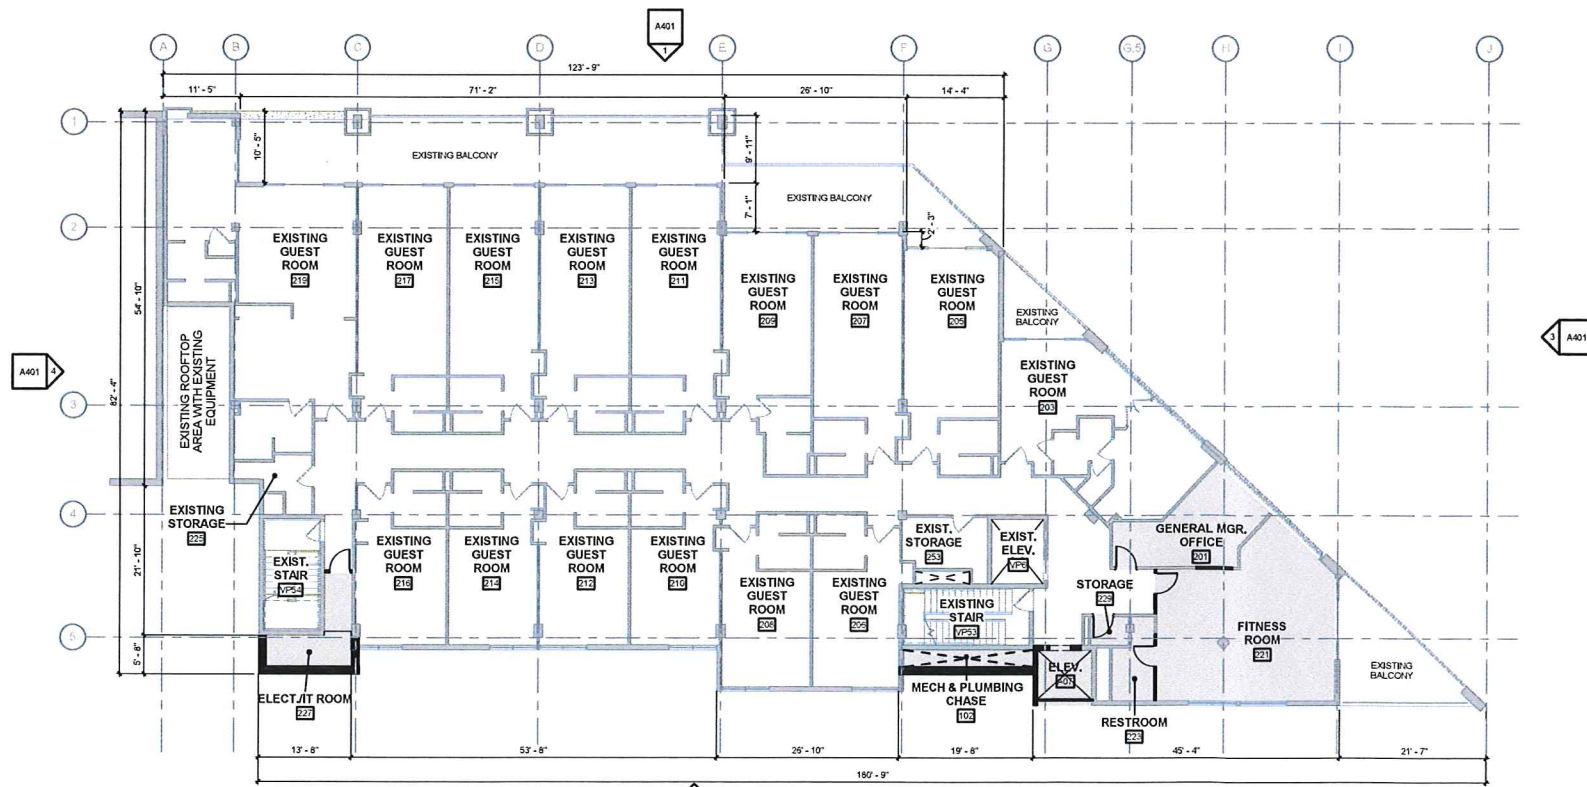 A401
1
A
B
C
D
E
F
G
G.5
H
I
J
123' - 9"
11' - 5"
71' - 2"
26' - 10"
14' - 4"
1
10' - 5"
EXISTING BALCONY
9' - 11"
EXISTING BALCONY
7' - 1"
2' - 3"
2
EXISTING
GUEST
ROOM
219
EXISTING
GUEST
ROOM
217
EXISTING
GUEST
ROOM
215
EXISTING
GUEST
ROOM
213
EXISTING
GUEST
ROOM
211
EXISTING
GUEST
ROOM
209
EXISTING
GUEST
ROOM
207
EXISTING
GUEST
ROOM
205
EXISTING
BALCONY
54' - 10"
82' - 4"
A401
4
3
A401
EXISTING ROOFTOP
AREA WITH EXISTING
EQUIPMENT
EXISTING
GUEST
ROOM
203
3
4
EXISTING
STORAGE
225
21' - 10"
EXIST.
STAIR
VP54
EXISTING
GUEST
ROOM
216
EXISTING
GUEST
ROOM
214
EXISTING
GUEST
ROOM
212
EXISTING
GUEST
ROOM
210
EXISTING
GUEST
ROOM
208
EXISTING
GUEST
ROOM
206
EXIST.
STORAGE
253
EXIST.
ELEV.
VP6
GENERAL MGR.
OFFICE
201
STORAGE
229
EXISTING
STAIR
VP53
FITNESS
ROOM
221
5
5' - 8"
ELECT./IT ROOM
227
MECH & PLUMBING
CHASE
102
ELEV.
A07
RESTROOM
223
EXISTING
BALCONY
13' - 8"
53' - 8"
26' - 10"
19' - 8"
45' - 4"
21' - 7"
180' - 9"